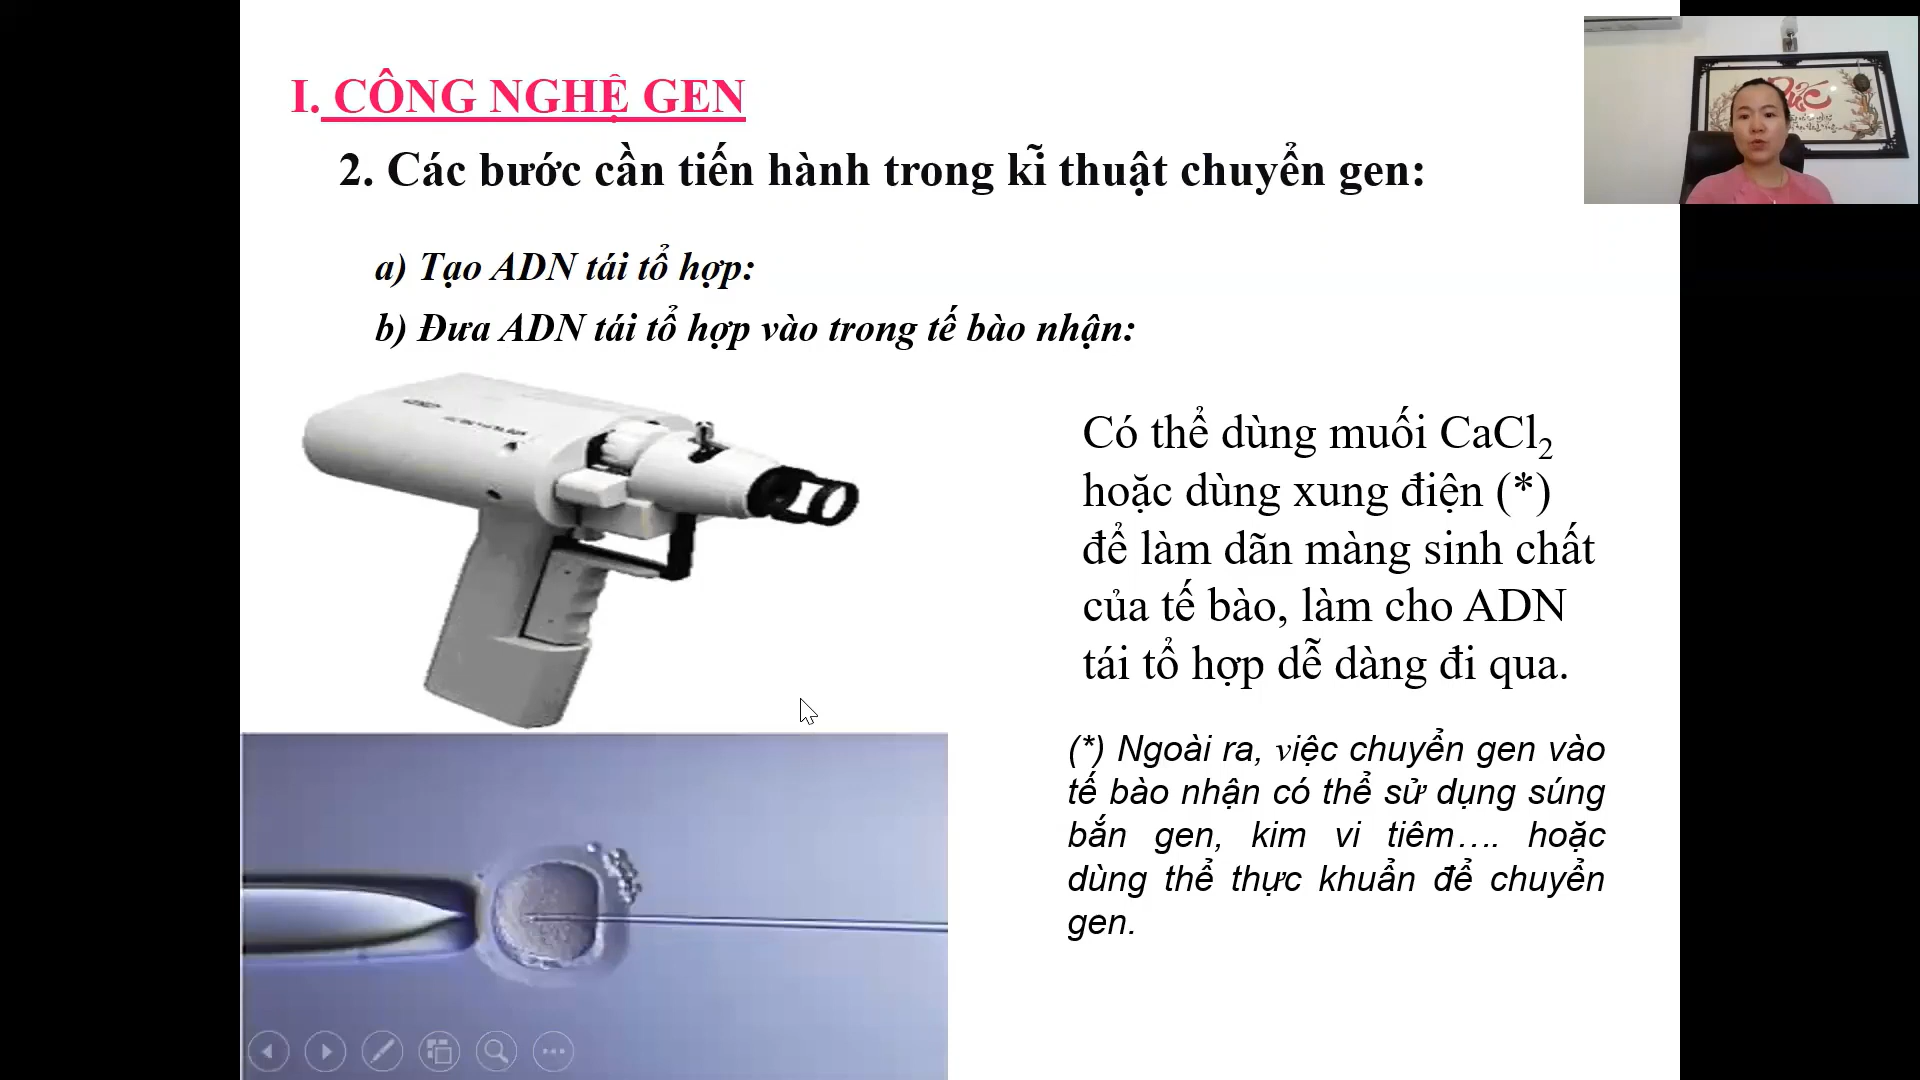 I. CÔNG NGHỆ GEN
2. Các bước cần tiến hành trong kĩ thuật chuyển gen:
a) Tạo ADN tái tổ hợp:
b) Đưa ADN tái tổ hợp vào trong tế bào nhận:
Có thể dùng muối CaCl₂
hoặc dùng xung điện (*)
để làm dãn màng sinh chất
của tế bào, làm cho ADN
tái tổ hợp dễ dàng đi qua.
(*) Ngoài ra, việc chuyển gen vào
tế bào nhận có thể sử dụng súng
bắn gen, kim vi tiêm…. hoặc
dùng thể thực khuẩn để chuyển
gen.
Đức